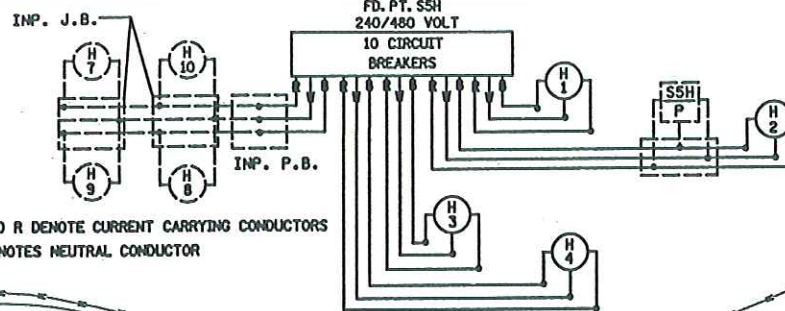 FD. PT. S5H
240/480 VOLT
INP. J.B.
10 CIRCUIT
BREAKERS
H
7
H
10
H
1
S5H
P
H
2
INP. P.B.
H
9
H
8
H
3
H
4
R DENOTE CURRENT CARRYING CONDUCTORS
NOTES NEUTRAL CONDUCTOR